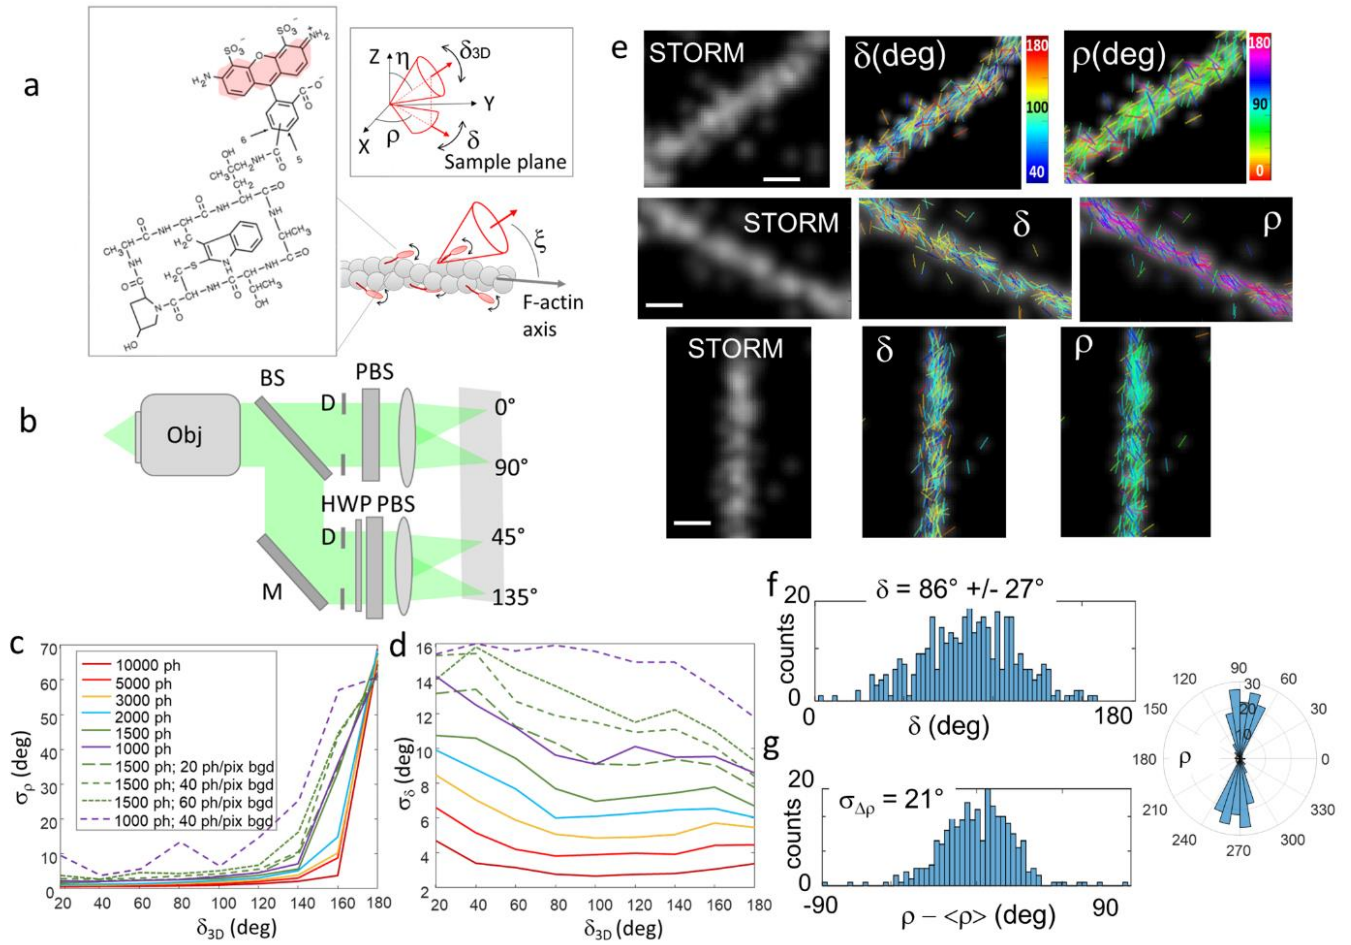 a
SO₃⁻
SO₃⁻
O
NH₂
+
H₂N
C
O⁻
O
6
5
OH
CH₃
CH₂
NH
C
O
CH₂
NH
C
O
NH
CH₃
NH
O
C
H₂C
NH
C
O
CH₃
NH
O
N
H₂C
S
N
H
C
O
NH
CH₃
OH
NH
C
O
HO
Z
η
δ3D
Y
X
ρ
δ
Sample plane
ξ
F-actin
axis
b
Obj
BS
D
PBS
0°
90°
HWP PBS
D
45°
M
135°
c
σρ (deg)
70
60
50
40
30
20
10
0
10000 ph
5000 ph
3000 ph
2000 ph
1500 ph
1000 ph
1500 ph; 20 ph/pix bgd
1500 ph; 40 ph/pix bgd
1500 ph; 60 ph/pix bgd
1000 ph; 40 ph/pix bgd
20 40 60 80 100 120 140 160 180
δ3D (deg)
d
σδ (deg)
16
14
12
10
8
6
4
2
20 40 60 80 100 120 140 160 180
δ3D (deg)
e
STORM
δ(deg)
180
100
40
ρ(deg)
180
90
0
STORM
δ
ρ
STORM
δ
ρ
f
δ = 86° +/- 27°
20
counts
0
0
180
δ (deg)
g
σΔρ = 21°
20
counts
0
-90
90
ρ – <ρ> (deg)
ρ
90
60
30
0
330
300
270
240
210
180
150
120
10
20
30